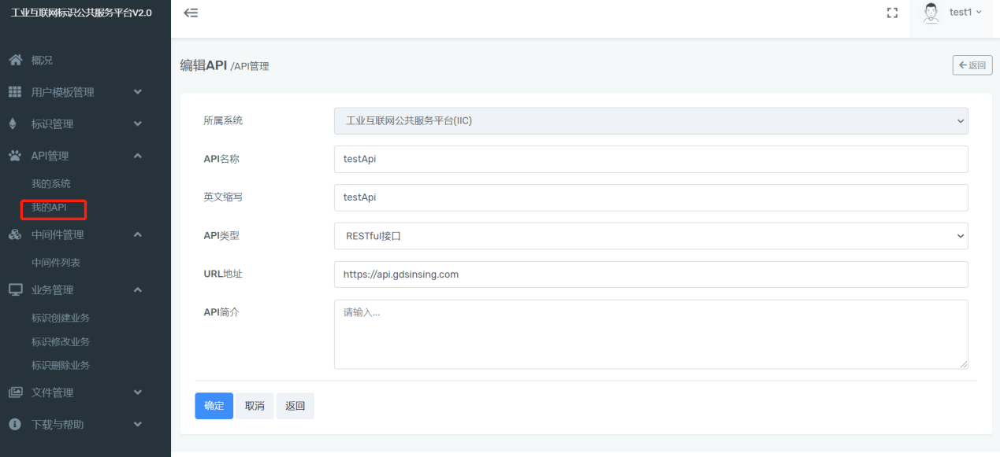 工业互联网标识公共服务平台V2.0
test1
概况
用户模板管理
标识管理
API管理
我的系统
我的API
中间件管理
中间件列表
业务管理
标识创建业务
标识修改业务
标识删除业务
文件管理
下载与帮助
编辑API /API管理
返回
所属系统
工业互联网公共服务平台(IIC)
API名称
testApi
英文缩写
testApi
API类型
RESTful接口
URL地址
https://api.gdsinsing.com
API简介
请输入...
确定 取消 返回